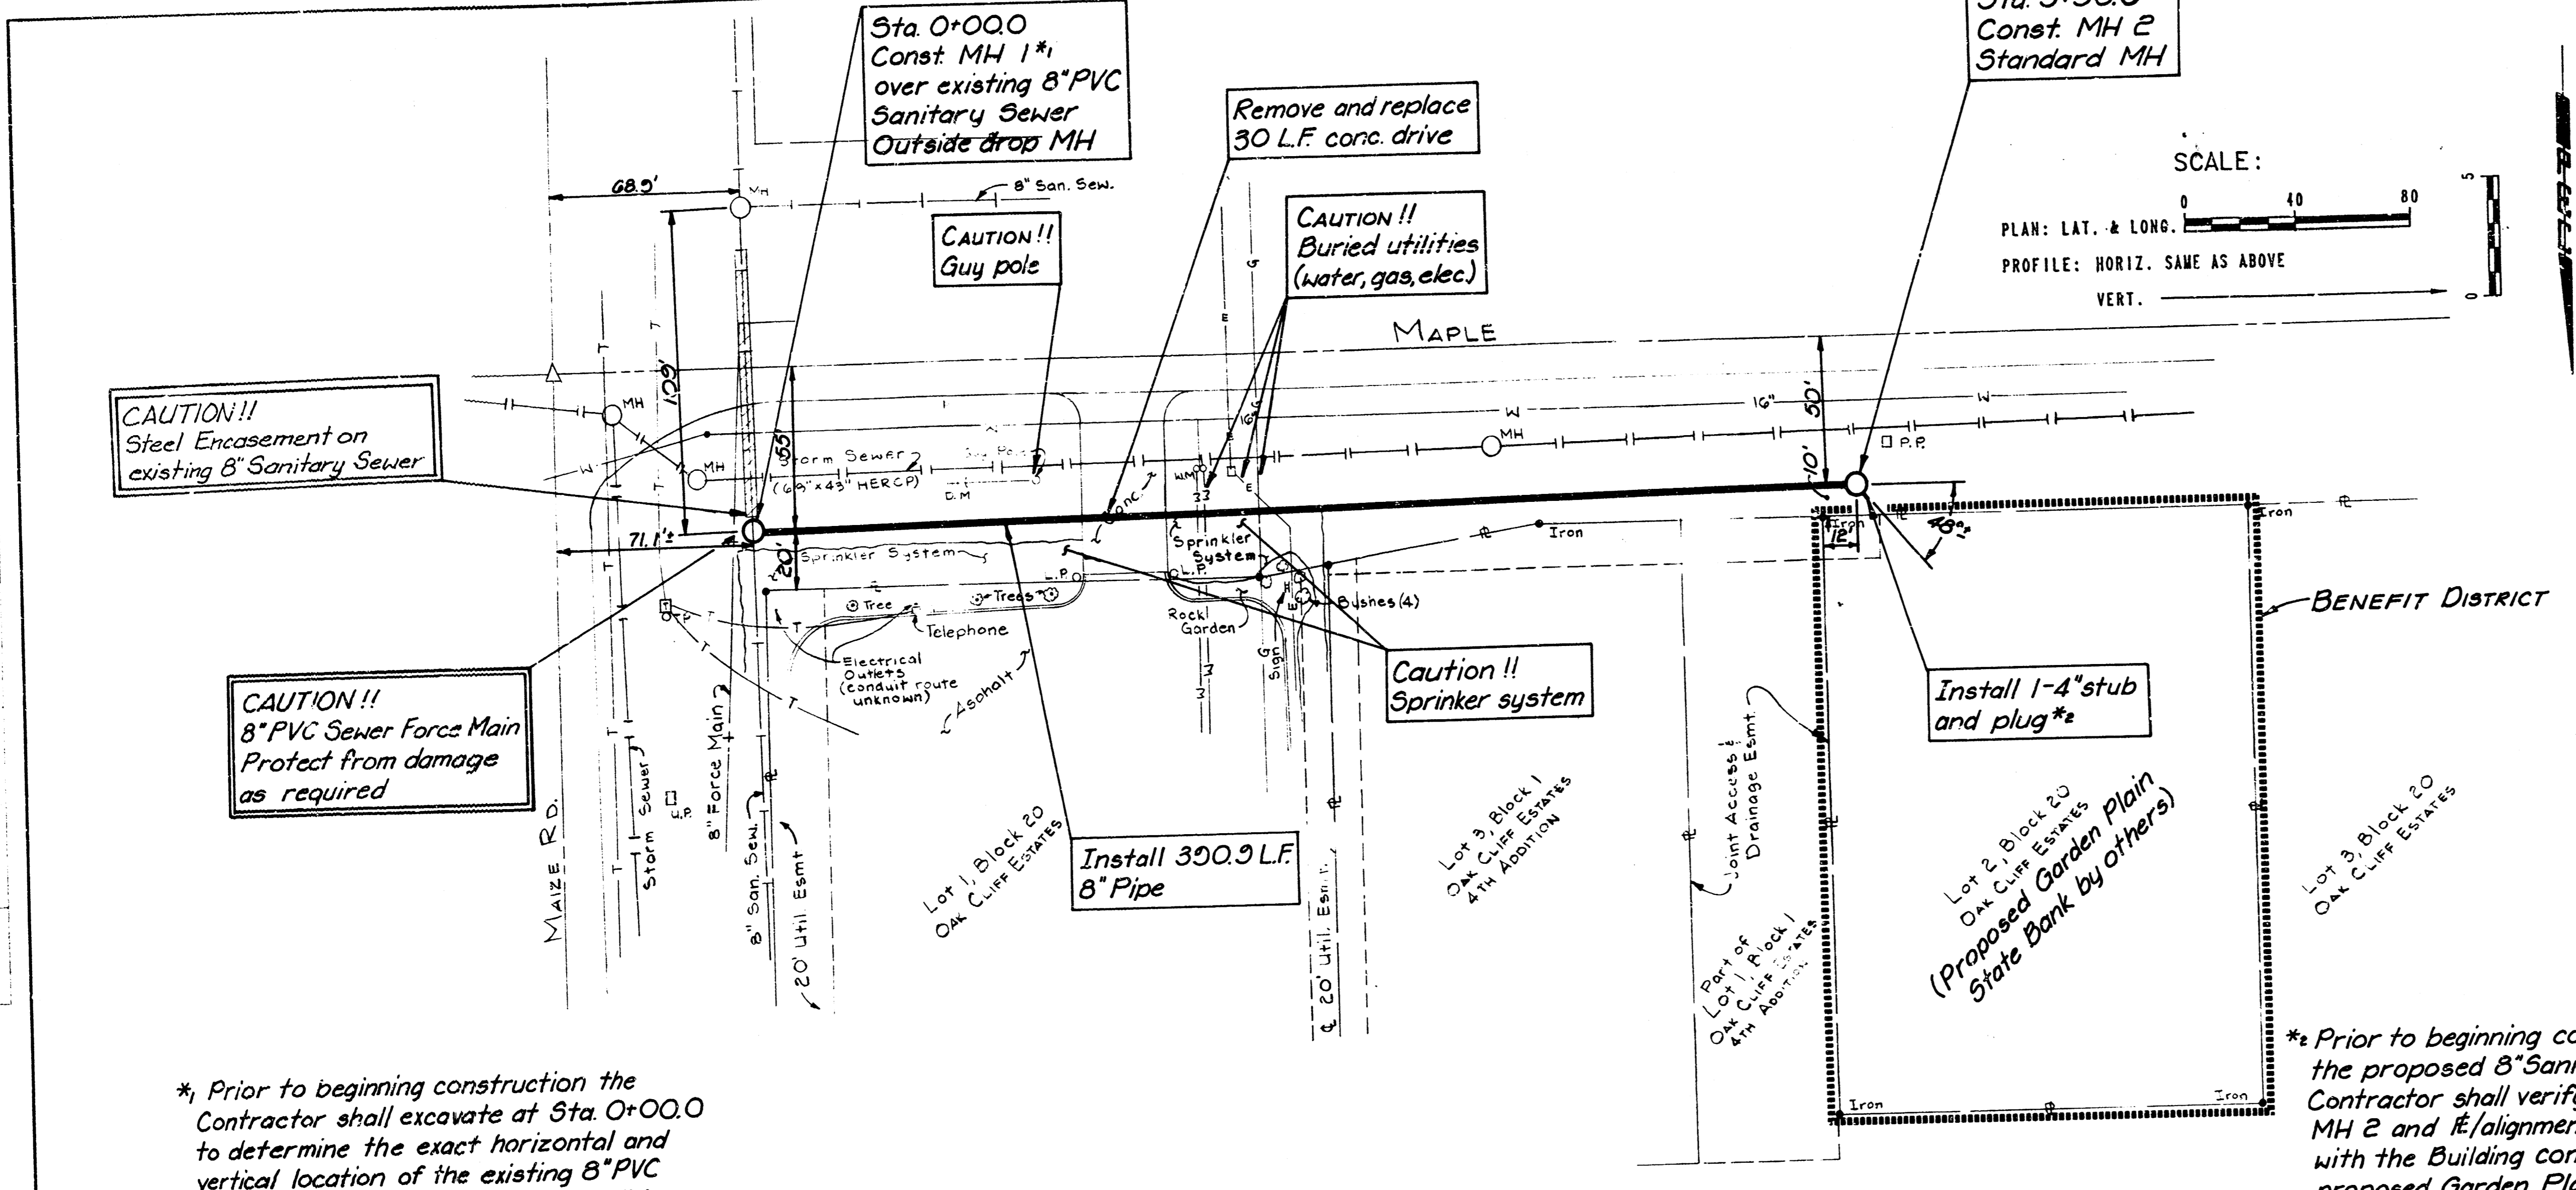 Sta. 0+00.0
Const. MH 1*1
over existing 8" PVC
Sanitary Sewer
Outside drop MH
Const. MH 2
Standard MH
Remove and replace
30 L.F. conc. drive
SCALE:
0 40 80
PLAN: LAT. & LONG.
PROFILE: HORIZ. SAME AS ABOVE
VERT.
5
0
68.9'
MH
8" San. Sew.
CAUTION!!
Guy pole
CAUTION!!
Buried utilities
(water, gas, elec.)
MAPLE
109'
55'
50'
10'
16"
W
W
16" G
MH
MH
MH
P.P.
CAUTION!!
Steel Encasement on
existing 8" Sanitary Sewer
Storm Sewer
(69"x43" HERCP)
W.M.
Conc.
71.1'±
20'
Sprinkler System
Sprinkler
System
L.P.
L.P.
Iron
Iron
12'
48°±
Iron
BENEFIT DISTRICT
Tree
Trees
Telephone
Rock
Garden
Bushes (4)
Sign
Electrical
Outlets
(conduit route
unknown)
Asphalt
CAUTION!!
8" PVC Sewer Force Main
Protect from damage
as required
Caution!!
Sprinker system
Install 1-4" stub
and plug*2
MAIZE RD.
Storm Sewer
8" Force Main
8" San. Sew.
20' Util. Esmt
Install 390.9 L.F.
8" Pipe
Lot 1, Block 20
OAK CLIFF ESTATES
℄ 20' Util. Esmt.
Lot 3, Block 1
OAK CLIFF ESTATES
4TH ADDITION
Joint Access &
Drainage Esmt.
Part of
Lot 1, Block 1
OAK CLIFF ESTATES
4TH ADDITION
Lot 2, Block 20
OAK CLIFF ESTATES
(Proposed Garden Plain
State Bank by others)
Lot 3, Block 20
OAK CLIFF ESTATES
Iron
Iron
*1 Prior to beginning construction the
Contractor shall excavate at Sta. 0+00.0
to determine the exact horizontal and
vertical location of the existing 8" PVC
*2 Prior to beginning
the proposed 8"
Contractor shall
MH 2 and
with the Building
proposed Garden